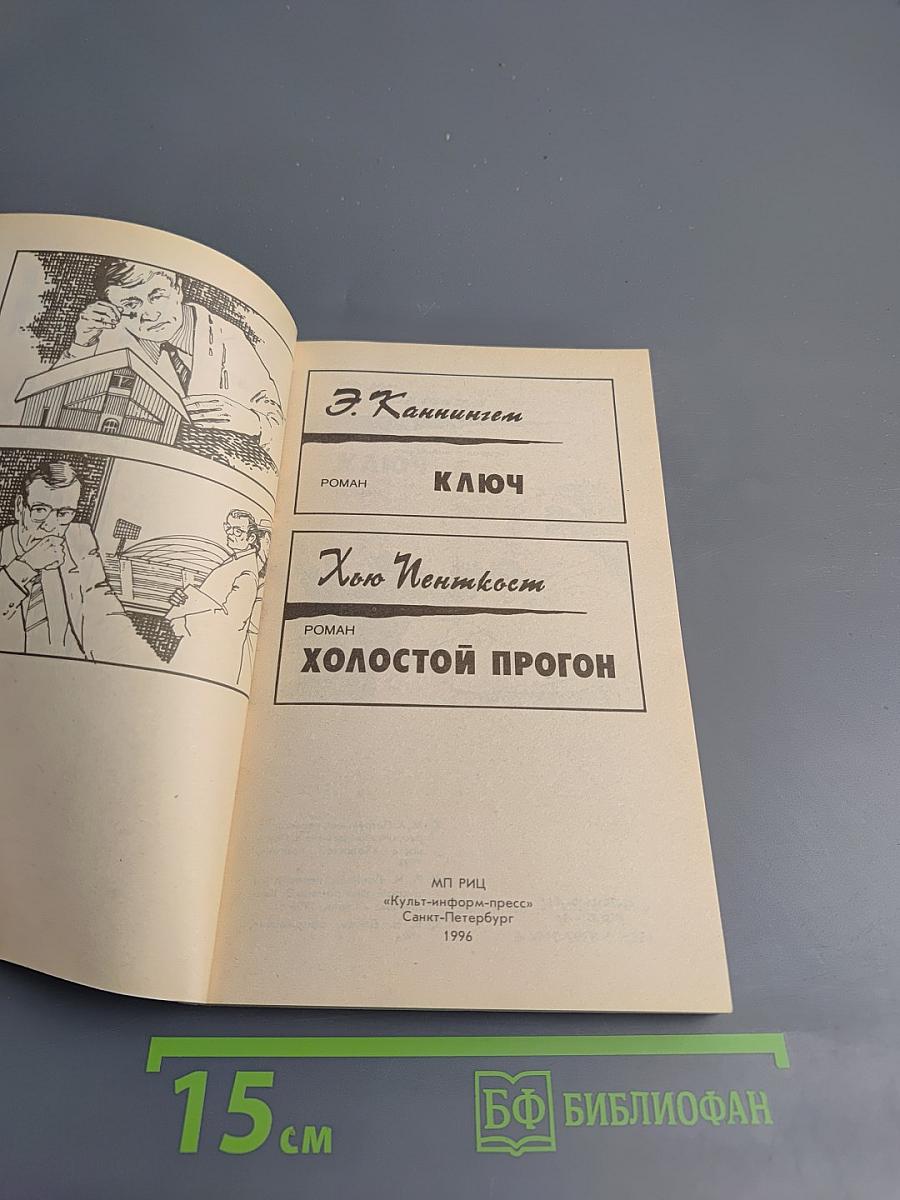 Э. Каннингем
РОМАН КЛЮЧ
Хью Пенткост
РОМАН
ХОЛОСТОЙ ПРОГОН
МП РИЦ
«Культ-информ-пресс»
Санкт-Петербург
1996
15 см
БФ БИБЛИОФАН